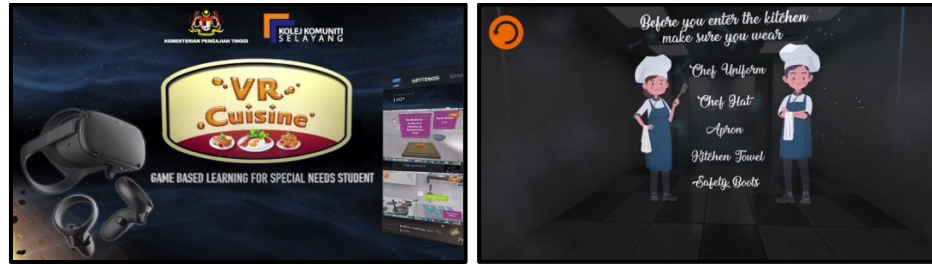 KEMENTERIAN PENGAJIAN TINGGI
KOLEJ KOMUNITI
SELAYANG
VR
Cuisine
GAME BASED LEARNING FOR SPECIAL NEEDS STUDENT
SETTINGS
Before you enter the kitchen
make sure you wear
Chef Uniform
Chef Hat
Apron
Kitchen Towel
Safety Boots